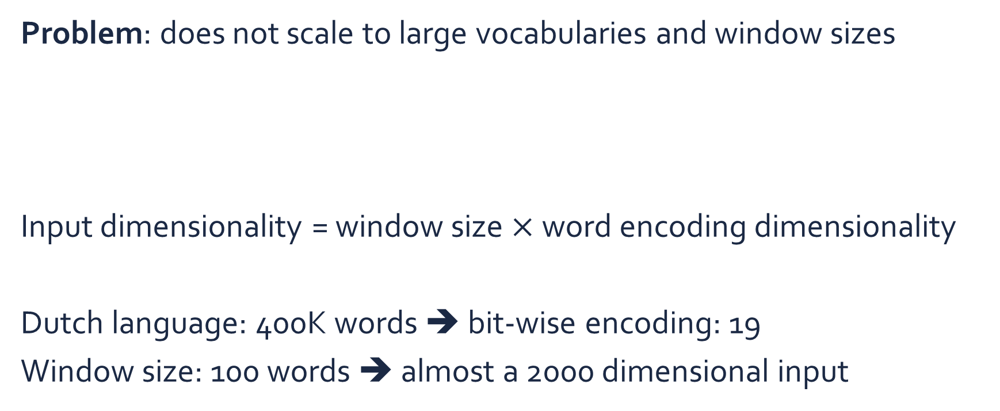 Problem: does not scale to large vocabularies and window sizes
Input dimensionality = window size × word encoding dimensionality
Dutch language: 400K words ➔ bit-wise encoding: 19
Window size: 100 words ➔ almost a 2000 dimensional input